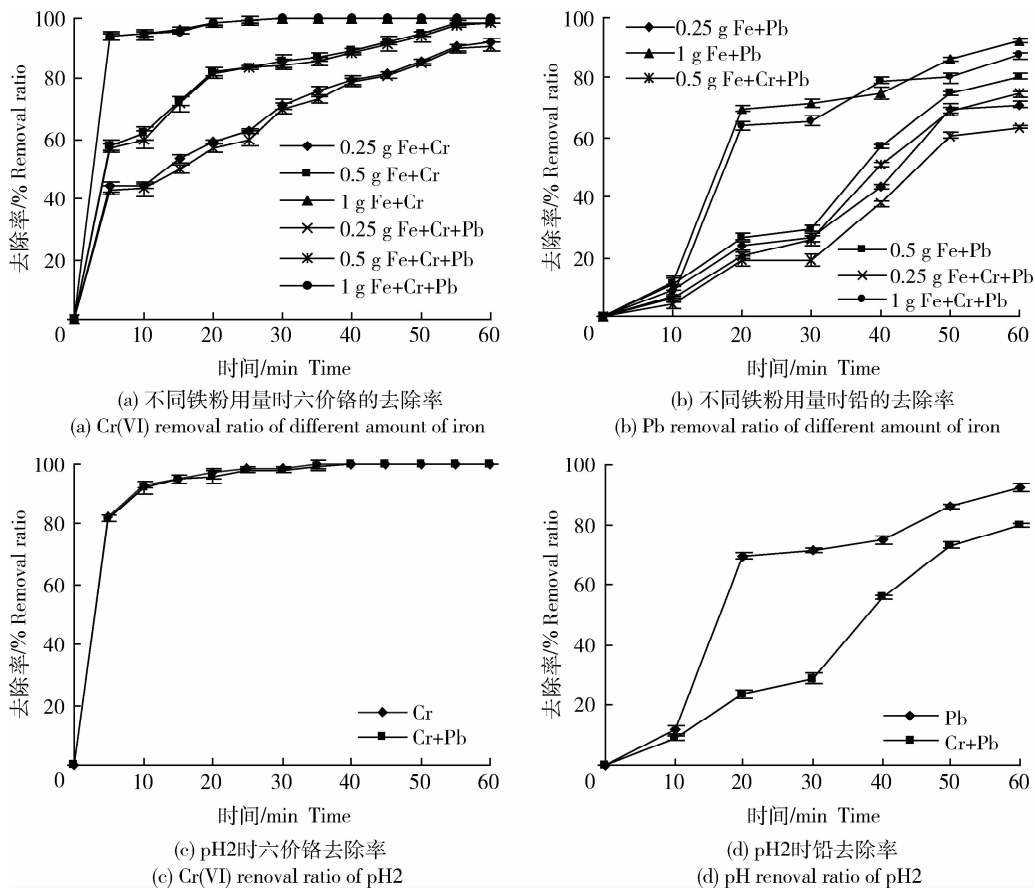 去除率/% Removal ratio
100
80
60
40
20
0
10
20
30
40
50
60
0.25 g Fe+Cr
0.5 g Fe+Cr
1 g Fe+Cr
0.25 g Fe+Cr+Pb
0.5 g Fe+Cr+Pb
1 g Fe+Cr+Pb
时间/min Time
(a) 不同铁粉用量时六价铬的去除率
(a) Cr(VI) removal ratio of different amount of iron
去除率/% Removal ratio
100
80
60
40
20
0
10
20
30
40
50
60
0.25 g Fe+Pb
1 g Fe+Pb
0.5 g Fe+Cr+Pb
0.5 g Fe+Pb
0.25 g Fe+Cr+Pb
1 g Fe+Cr+Pb
时间/min Time
(b) 不同铁粉用量时铅的去除率
(b) Pb removal ratio of different amount of iron
去除率/% Removal ratio
100
80
60
40
20
0
10
20
30
40
50
60
Cr
Cr+Pb
时间/min Time
(c) pH2时六价铬去除率
(c) Cr(VI) renoval ratio of pH2
去除率/% Removal ratio
100
80
60
40
20
0
10
20
30
40
50
60
Pb
Cr+Pb
时间/min Time
(d) pH2时铅去除率
(d) pH renoval ratio of pH2